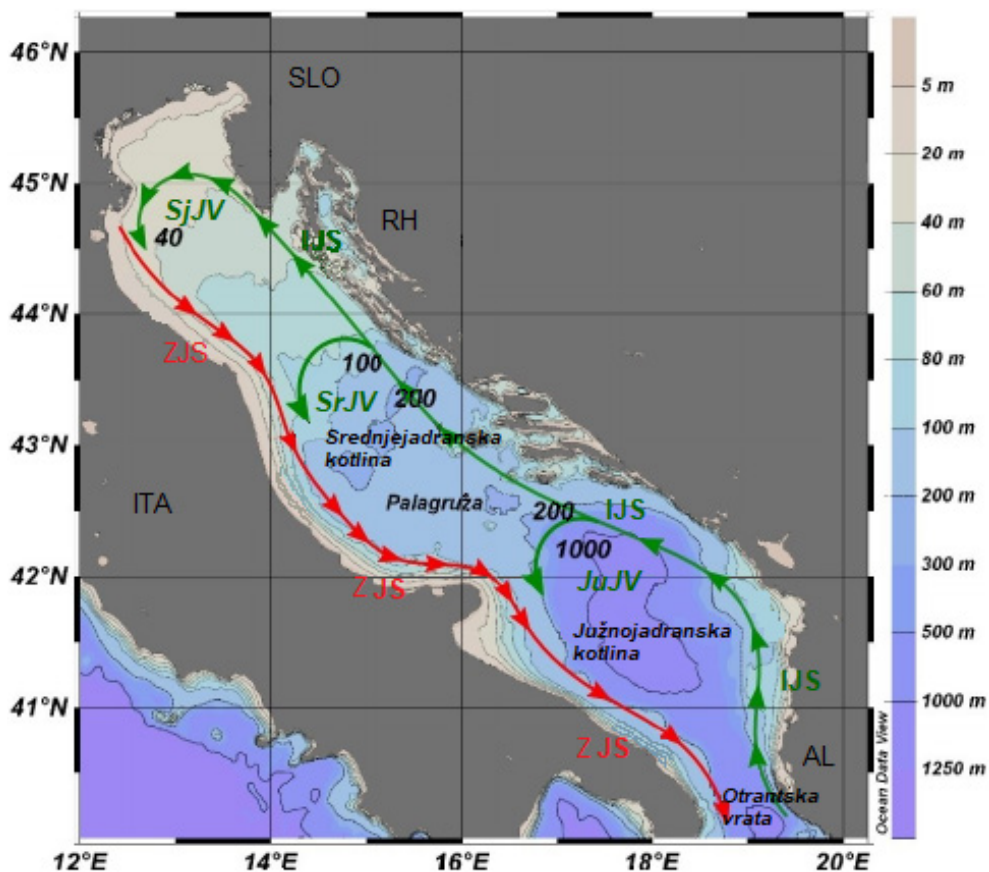 46°N
45°N
44°N
43°N
42°N
41°N
12°E
14°E
16°E
18°E
20°E
SLO
RH
ITA
AL
SjJV
40
IJS
ZJS
100
SrJV
200
Srednjejadranska
kotlina
Palagruža
200
IJS
1000
JuJV
ZJS
Južnojadranska
kotlina
IJS
ZJS
Otrantska
vrata
5 m
20 m
40 m
60 m
80 m
100 m
200 m
300 m
500 m
1000 m
1250 m
Ocean Data View